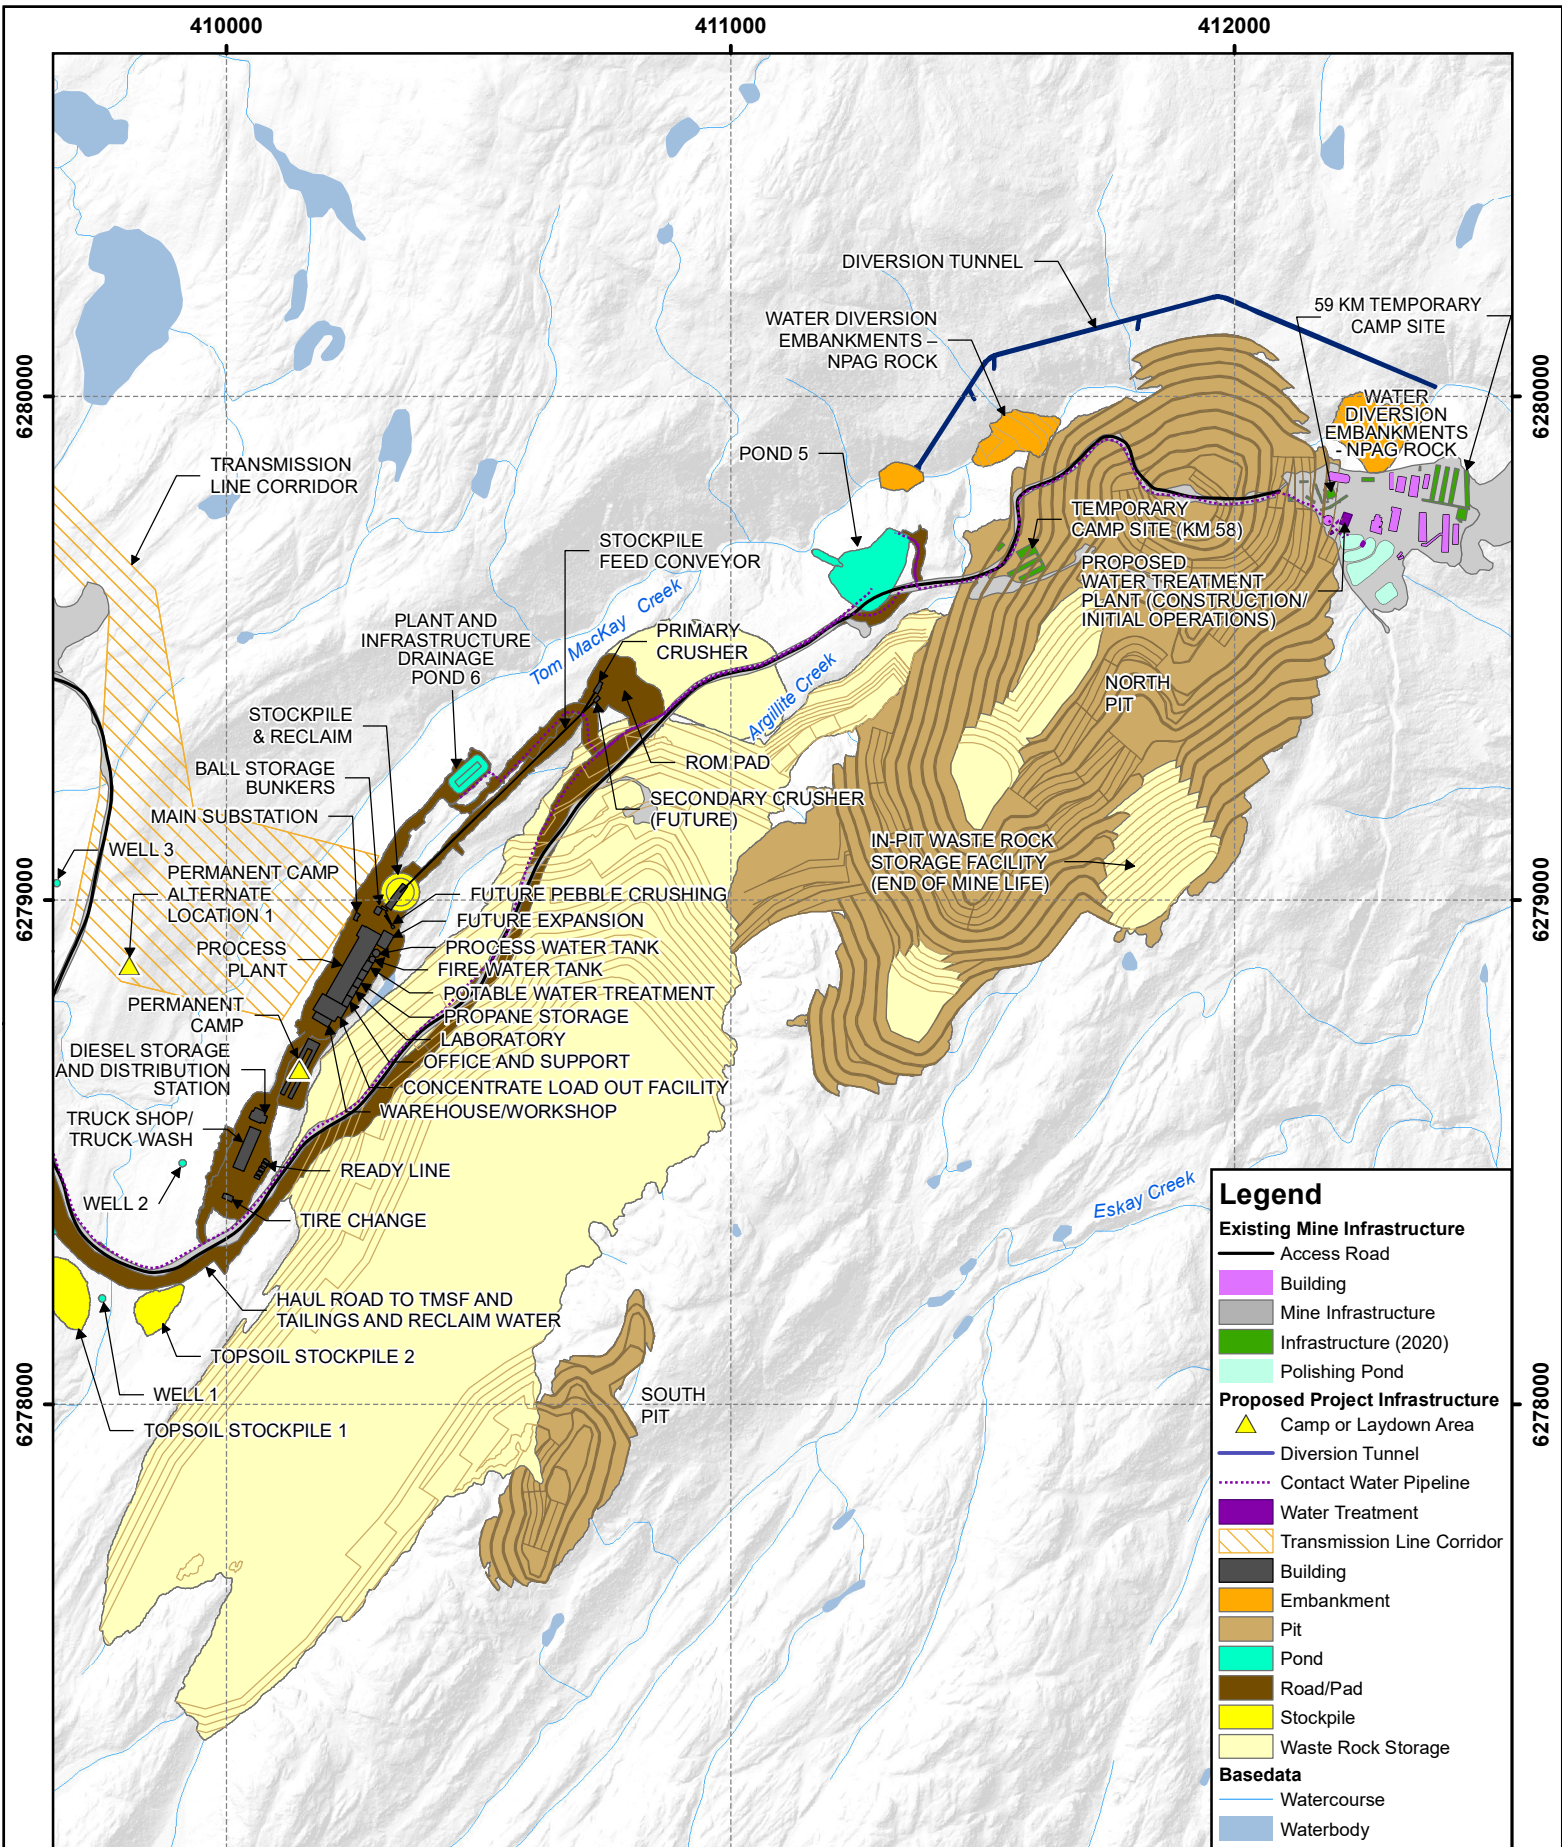 410000
411000
412000
6280000
6280000
6279000
6279000
6278000
6278000
DIVERSION TUNNEL
59 KM TEMPORARY
CAMP SITE
WATER DIVERSION
EMBANKMENTS –
NPAG ROCK
WATER
DIVERSION
EMBANKMENTS
- NPAG ROCK
POND 5
TRANSMISSION
LINE CORRIDOR
TEMPORARY
CAMP SITE (KM 58)
STOCKPILE
FEED CONVEYOR
PROPOSED
WATER TREATMENT
PLANT (CONSTRUCTION/
INITIAL OPERATIONS)
Tom MacKay Creek
PLANT AND
INFRASTRUCTURE
DRAINAGE
POND 6
PRIMARY
CRUSHER
Argillite Creek
NORTH
PIT
STOCKPILE
& RECLAIM
ROM PAD
BALL STORAGE
BUNKERS
SECONDARY CRUSHER
(FUTURE)
MAIN SUBSTATION
IN-PIT WASTE ROCK
STORAGE FACILITY
(END OF MINE LIFE)
WELL 3
PERMANENT CAMP
ALTERNATE
LOCATION 1
FUTURE PEBBLE CRUSHING
FUTURE EXPANSION
PROCESS
PLANT
PROCESS WATER TANK
FIRE WATER TANK
POTABLE WATER TREATMENT
PERMANENT
CAMP
PROPANE STORAGE
LABORATORY
DIESEL STORAGE
AND DISTRIBUTION
STATION
OFFICE AND SUPPORT
CONCENTRATE LOAD OUT FACILITY
WAREHOUSE/WORKSHOP
TRUCK SHOP/
TRUCK WASH
READY LINE
WELL 2
TIRE CHANGE
Eskay Creek
HAUL ROAD TO TMSF AND
TAILINGS AND RECLAIM WATER
TOPSOIL STOCKPILE 2
WELL 1
TOPSOIL STOCKPILE 1
SOUTH
PIT
Legend
Existing Mine Infrastructure
Access Road
Building
Mine Infrastructure
Infrastructure (2020)
Polishing Pond
Proposed Project Infrastructure
Camp or Laydown Area
Diversion Tunnel
Contact Water Pipeline
Water Treatment
Transmission Line Corridor
Building
Embankment
Pit
Pond
Road/Pad
Stockpile
Waste Rock Storage
Basedata
Watercourse
Waterbody